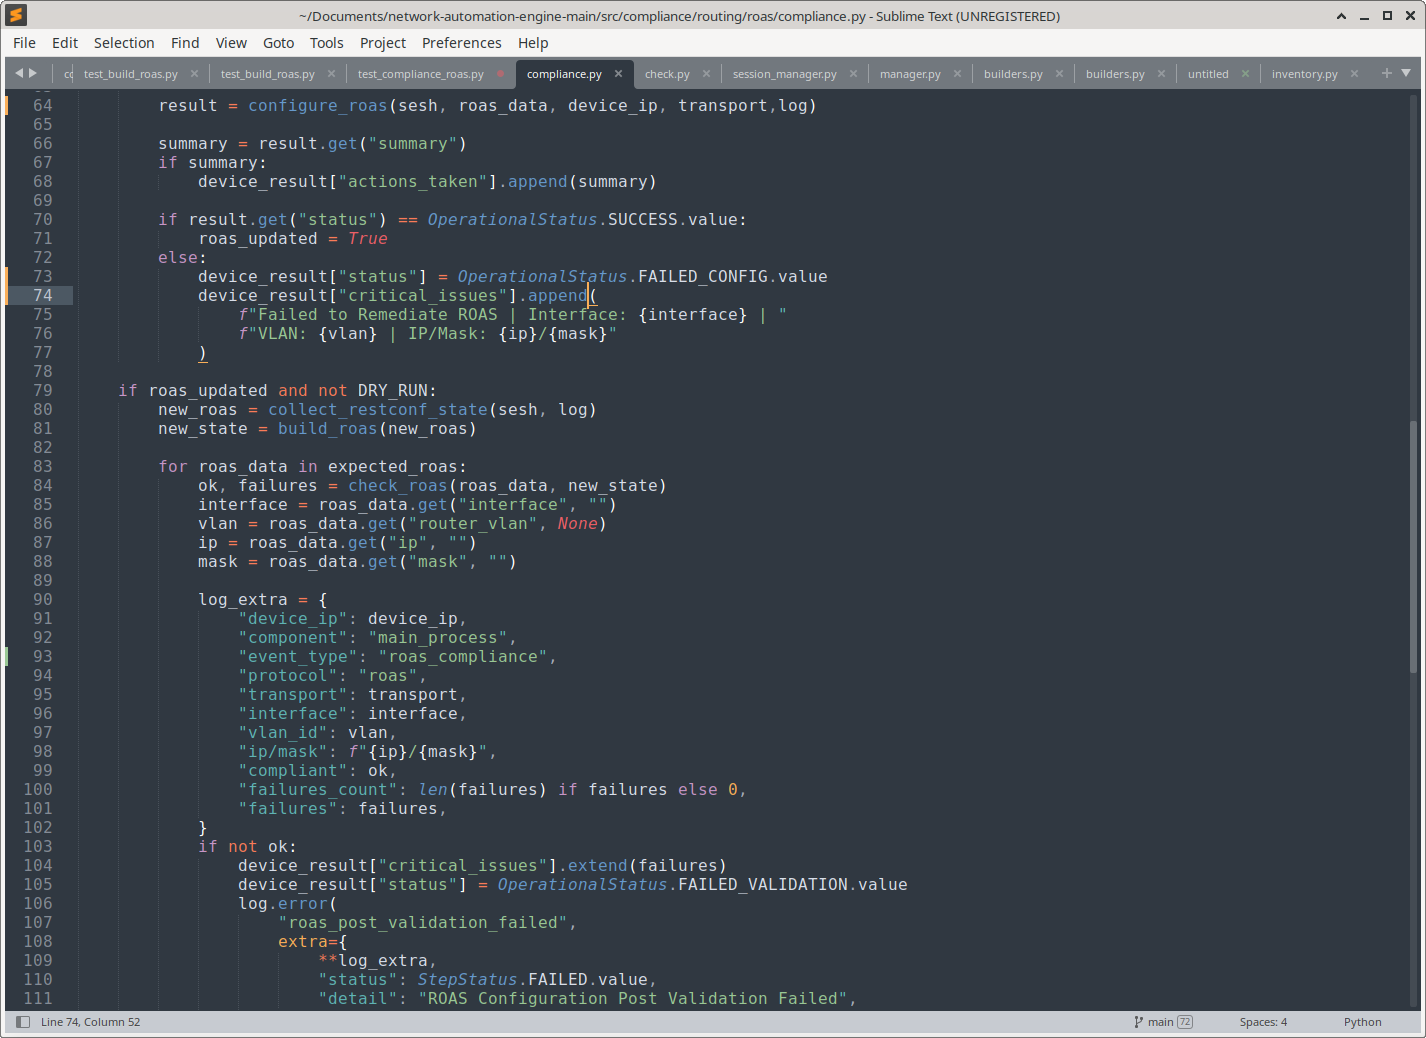 ~/Documents/network-automation-engine-main/src/compliance/routing/roas/compliance.py - Sublime Text (UNREGISTERED)
File Edit Selection Find View Goto Tools Project Preferences Help
test_build_roas.py test_build_roas.py test_compliance_roas.py compliance.py check.py session_manager.py manager.py builders.py builders.py untitled inventory.py
64 result = configure_roas(sesh, roas_data, device_ip, transport,log)
65
66 summary = result.get("summary")
67 if summary:
68 device_result["actions_taken"].append(summary)
69
70 if result.get("status") == OperationalStatus.SUCCESS.value:
71 roas_updated = True
72 else:
73 device_result["status"] = OperationalStatus.FAILED_CONFIG.value
74 device_result["critical_issues"].append(
75 f"Failed to Remediate ROAS | Interface: {interface} | "
76 f"VLAN: {vlan} | IP/Mask: {ip}/{mask}"
77 )
78
79 if roas_updated and not DRY_RUN:
80 new_roas = collect_restconf_state(sesh, log)
81 new_state = build_roas(new_roas)
82
83 for roas_data in expected_roas:
84 ok, failures = check_roas(roas_data, new_state)
85 interface = roas_data.get("interface", "")
86 vlan = roas_data.get("router_vlan", None)
87 ip = roas_data.get("ip", "")
88 mask = roas_data.get("mask", "")
89
90 log_extra = {
91 "device_ip": device_ip,
92 "component": "main_process",
93 "event_type": "roas_compliance",
94 "protocol": "roas",
95 "transport": transport,
96 "interface": interface,
97 "vlan_id": vlan,
98 "ip/mask": f"{ip}/{mask}",
99 "compliant": ok,
100 "failures_count": len(failures) if failures else 0,
101 "failures": failures,
102 }
103 if not ok:
104 device_result["critical_issues"].extend(failures)
105 device_result["status"] = OperationalStatus.FAILED_VALIDATION.value
106 log.error(
107 "roas_post_validation_failed",
108 extra={
109 **log_extra,
110 "status": StepStatus.FAILED.value,
111 "detail": "ROAS Configuration Post Validation Failed",
Line 74, Column 52 main 72 Spaces: 4 Python